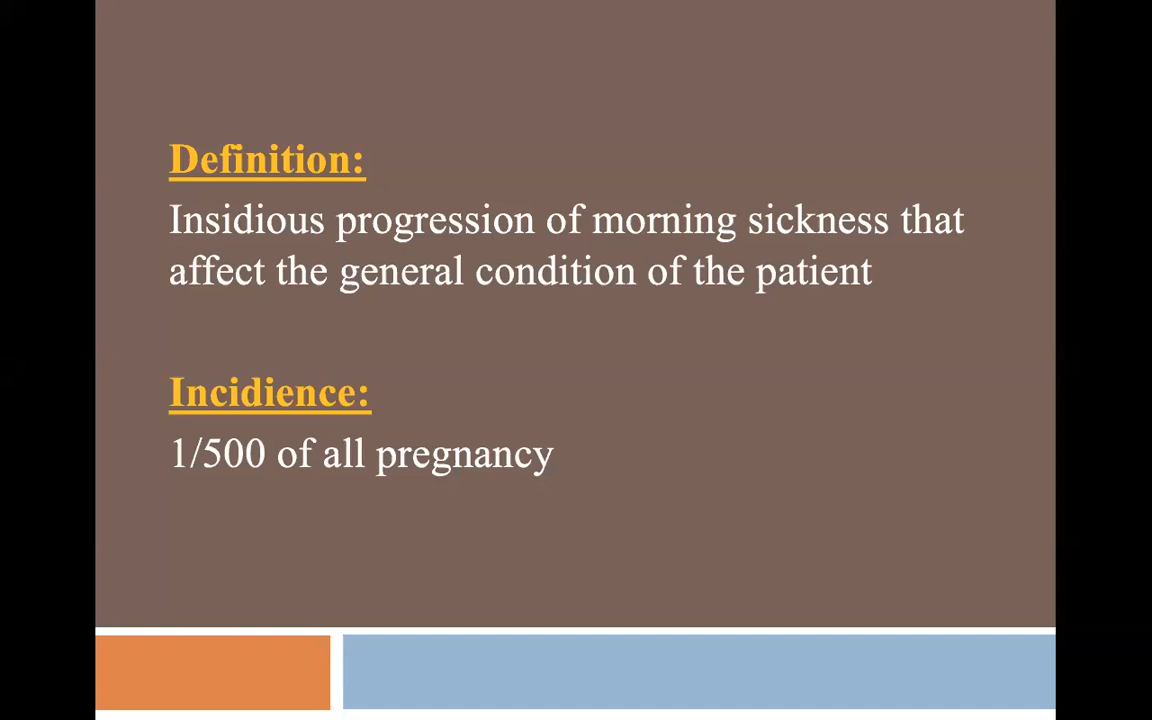 Definition:
Insidious progression of morning sickness that
affect the general condition of the patient
Incidience:
1/500 of all pregnancy